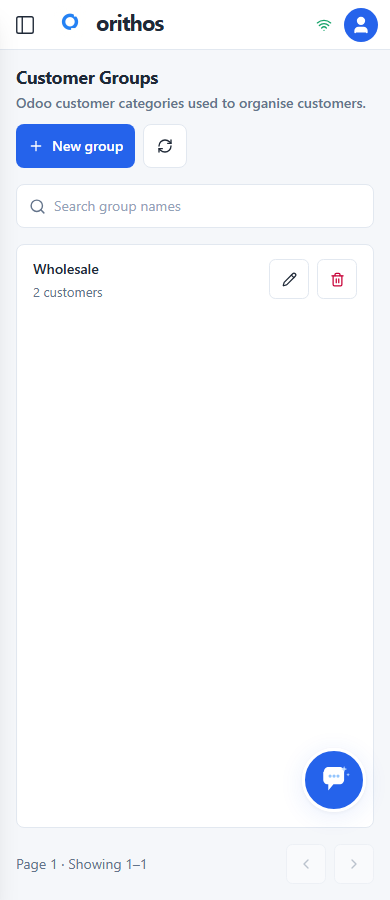 orithos
Customer Groups
Odoo customer categories used to organise customers.
New group
Search group names
Wholesale
2 customers
Page 1 · Showing 1–1